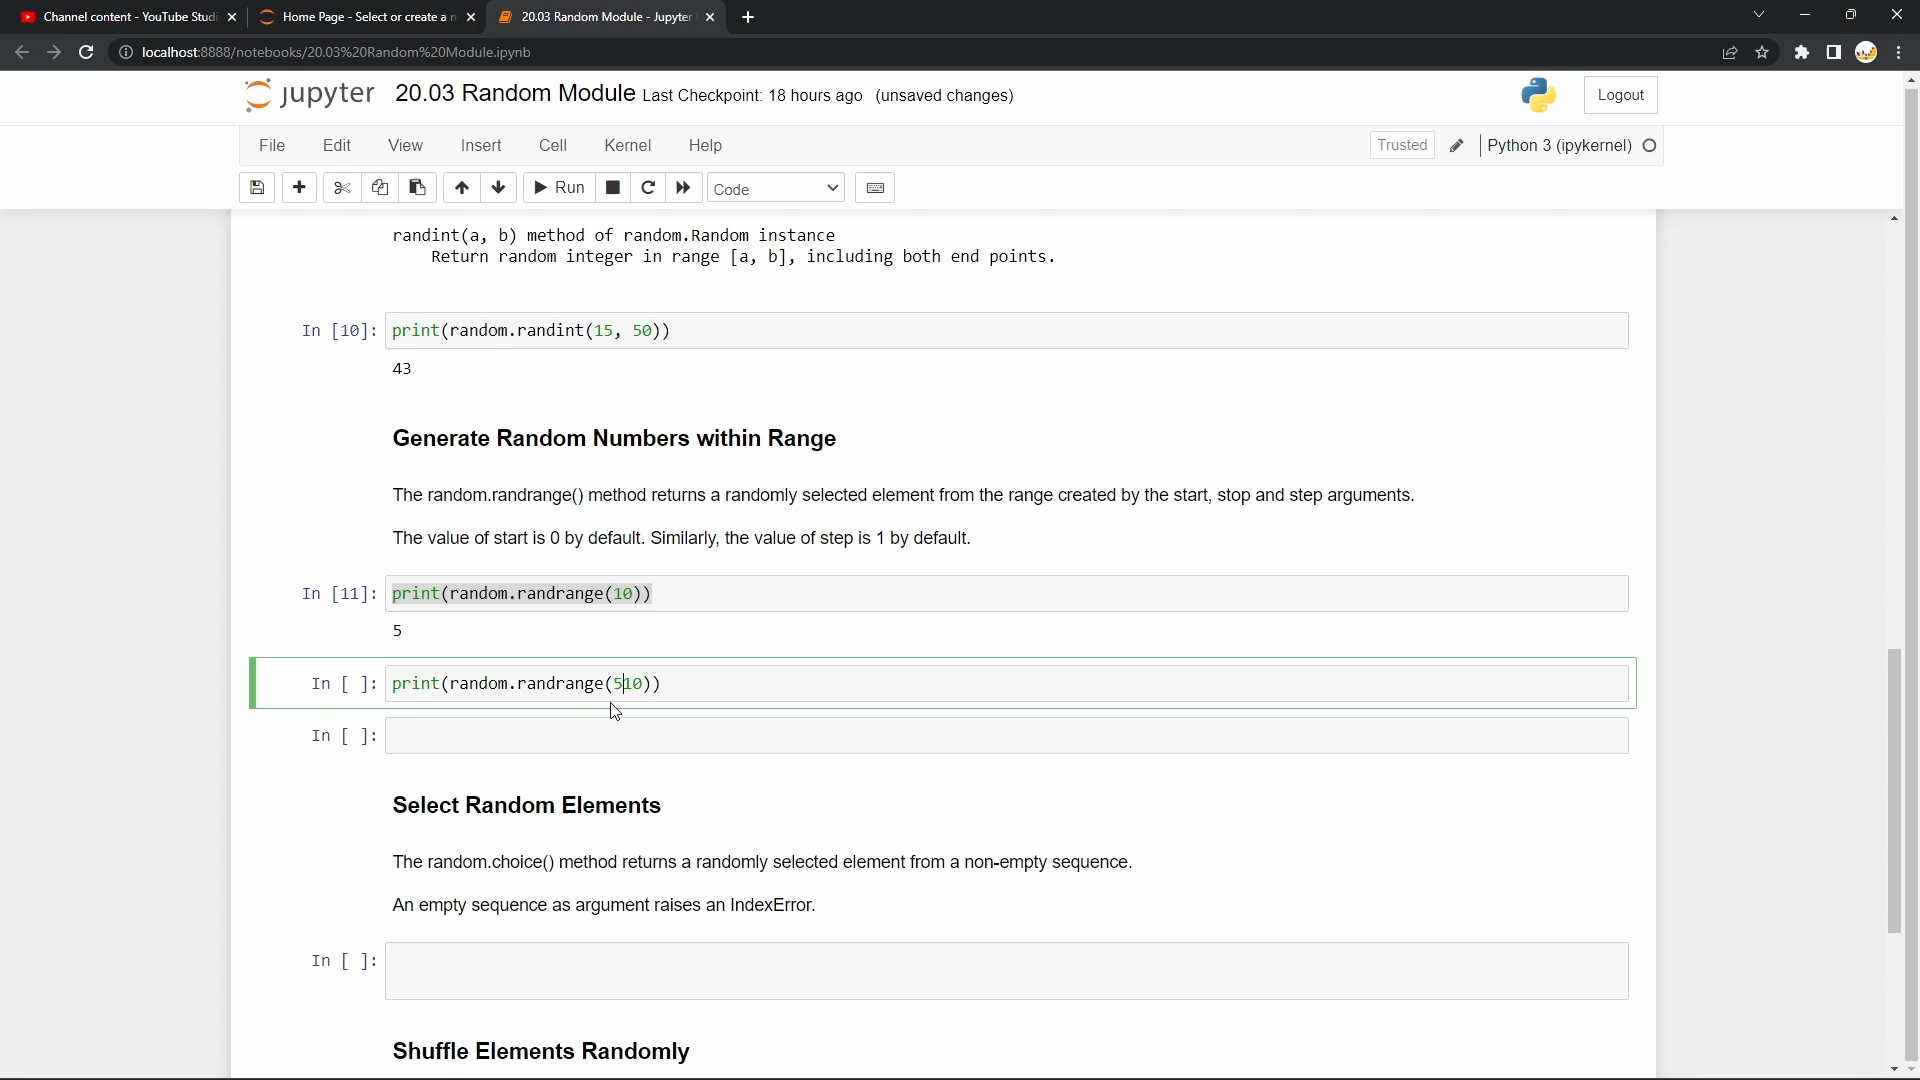 Channel content - YouTube Studi
Home Page - Select or create a n
20.03 Random Module - Jupyter
localhost:8888/notebooks/20.03%20Random%20Module.ipynb
jupyter 20.03 Random Module Last Checkpoint: 18 hours ago (unsaved changes)
Logout
File Edit View Insert Cell Kernel Help
Trusted Python 3 (ipykernel)
Run Code
randint(a, b) method of random.Random instance
Return random integer in range [a, b], including both end points.
In [10]: print(random.randint(15, 50))
43
Generate Random Numbers within Range
The random.randrange() method returns a randomly selected element from the range created by the start, stop and step arguments.
The value of start is 0 by default. Similarly, the value of step is 1 by default.
In [11]: print(random.randrange(10))
5
In [ ]: print(random.randrange(510))
In [ ]:
Select Random Elements
The random.choice() method returns a randomly selected element from a non-empty sequence.
An empty sequence as argument raises an IndexError.
In [ ]:
Shuffle Elements Randomly